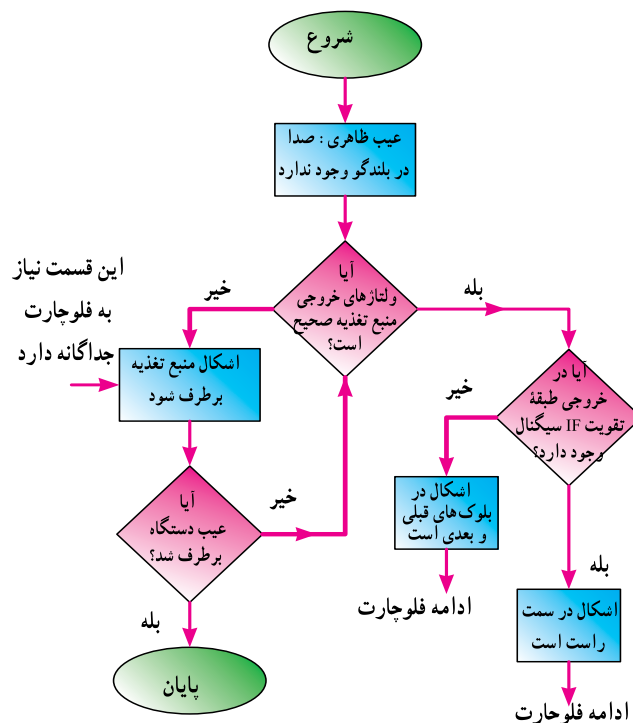 شروع
عیب ظاهری : صدا
در بلندگو وجود ندارد
آیا
ولتاژهای خروجی
منبع تغذیه صحیح
است؟
خیر
بله
این قسمت نیاز
به فلوچارت
جداگانه دارد
اشکال منبع تغذیه
برطرف شود
آیا
عیب دستگاه
برطرف شد؟
خیر
بله
پایان
آیا در
خروجی طبقۀ
تقویت IF سیگنال
وجود دارد؟
خیر
اشکال در
بلوک‌های قبلی
و بعدی است
ادامه فلوچارت
بله
اشکال در سمت
راست است
ادامه فلوچارت